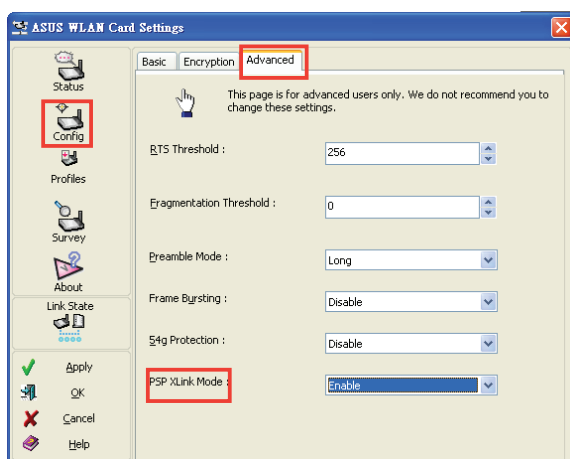 ASUS WLAN Card Settings
Status
Config
Profiles
Survey
About
Link State
Apply
OK
Cancel
Help
Basic Encryption Advanced
This page is for advanced users only. We do not recommend you to
change these settings.
RTS Threshold : 256
Fragmentation Threshold : 0
Preamble Mode : Long
Frame Bursting : Disable
54g Protection : Disable
PSP XLink Mode : Enable